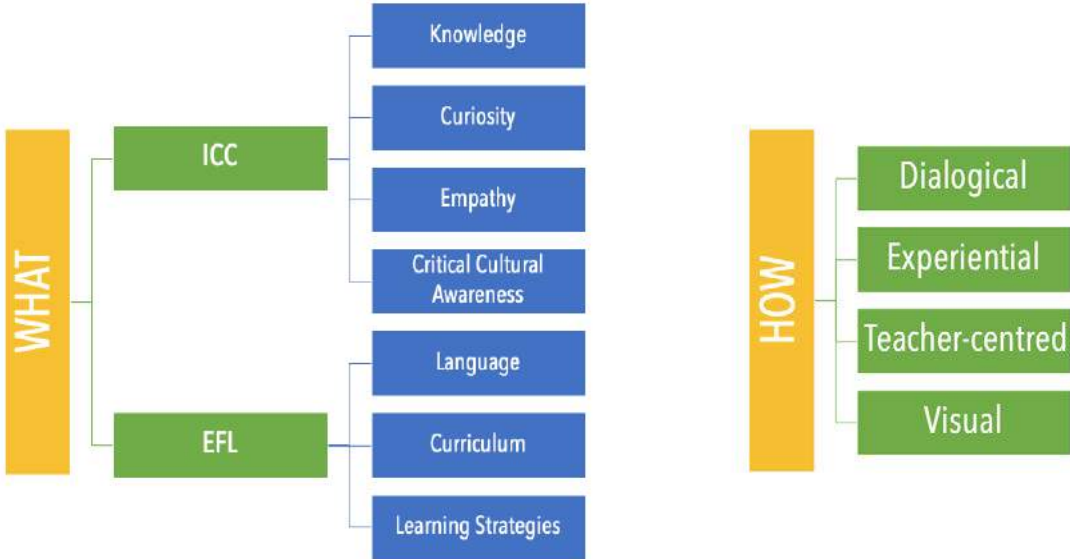 WHAT
ICC
Knowledge
Curiosity
Empathy
Critical Cultural
Awareness
EFL
Language
Curriculum
Learning Strategies
HOW
Dialogical
Experiential
Teacher-centred
Visual